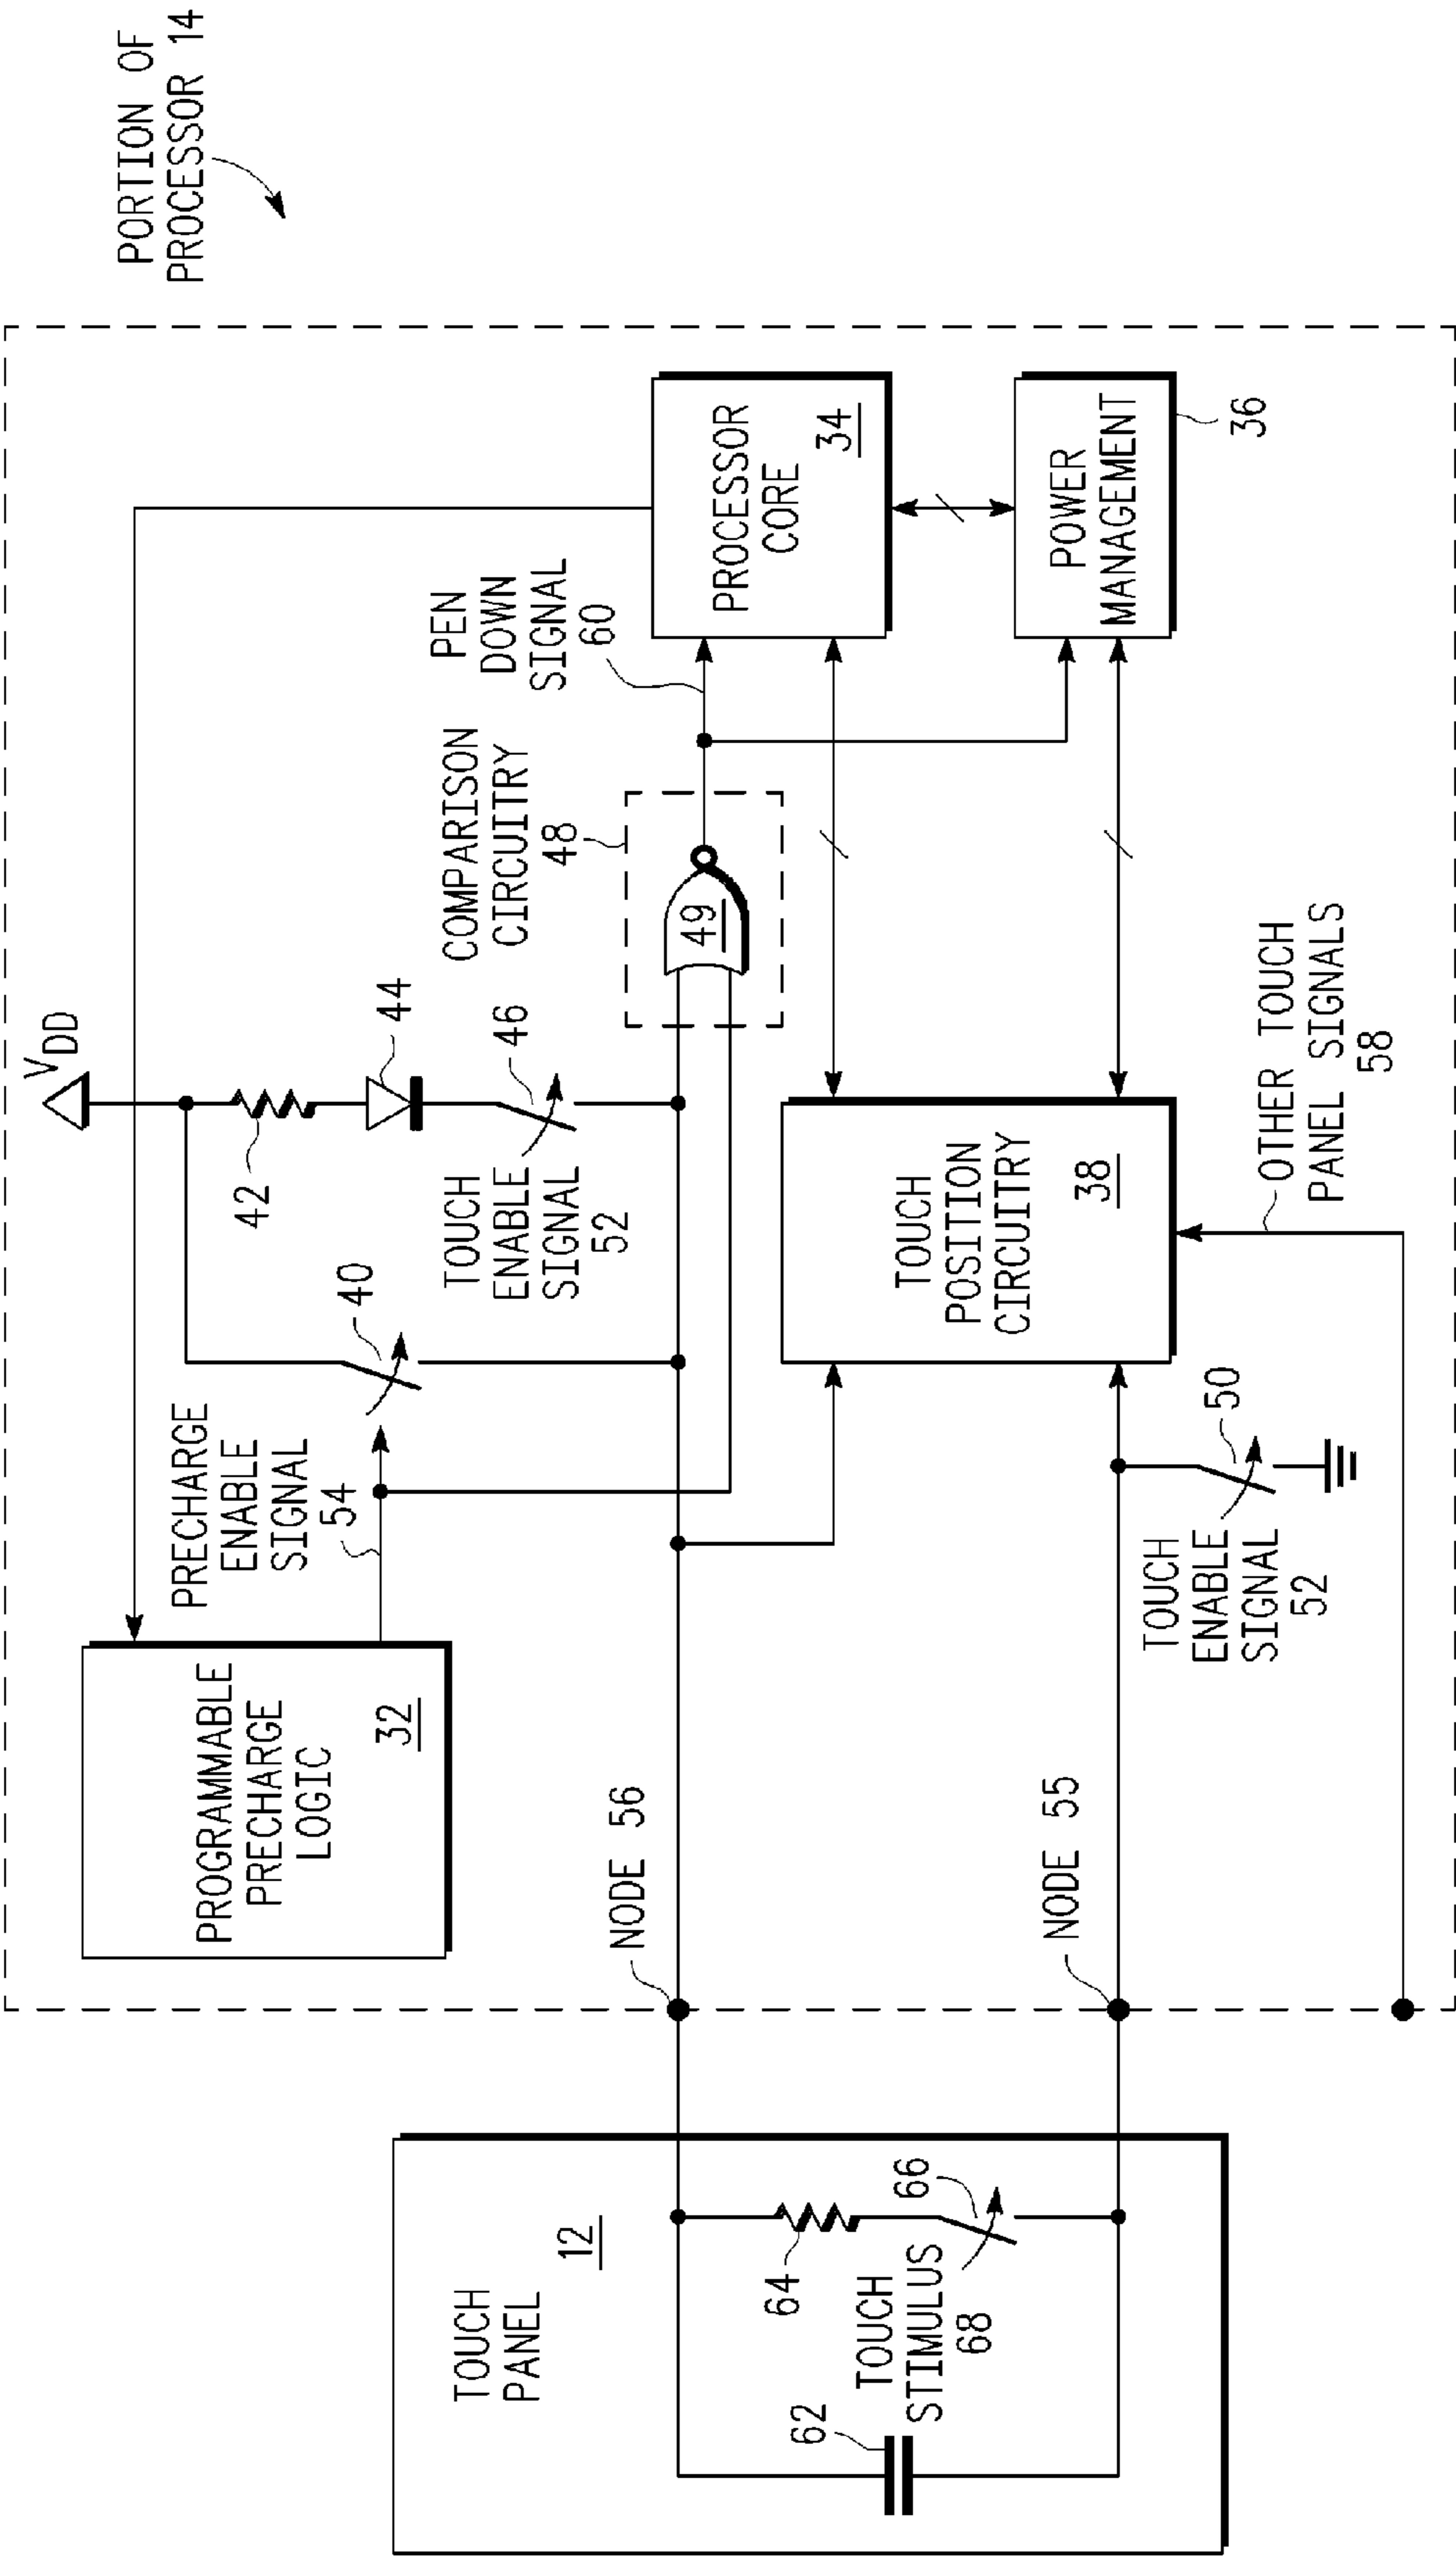 PORTION OF
PROCESSOR 14
VDD
PROGRAMMABLE
PRECHARGE
LOGIC
32
PRECHARGE
ENABLE
SIGNAL
54
40
42
44
TOUCH
ENABLE
SIGNAL
52
46
COMPARISON
CIRCUITRY
48
49
PEN
DOWN
SIGNAL
60
PROCESSOR
CORE
34
POWER
MANAGEMENT
36
TOUCH
PANEL
12
62
64
TOUCH
STIMULUS
68
66
NODE 56
NODE 55
TOUCH
ENABLE
SIGNAL
52
50
TOUCH
POSITION
CIRCUITRY
38
OTHER TOUCH
PANEL SIGNALS
58